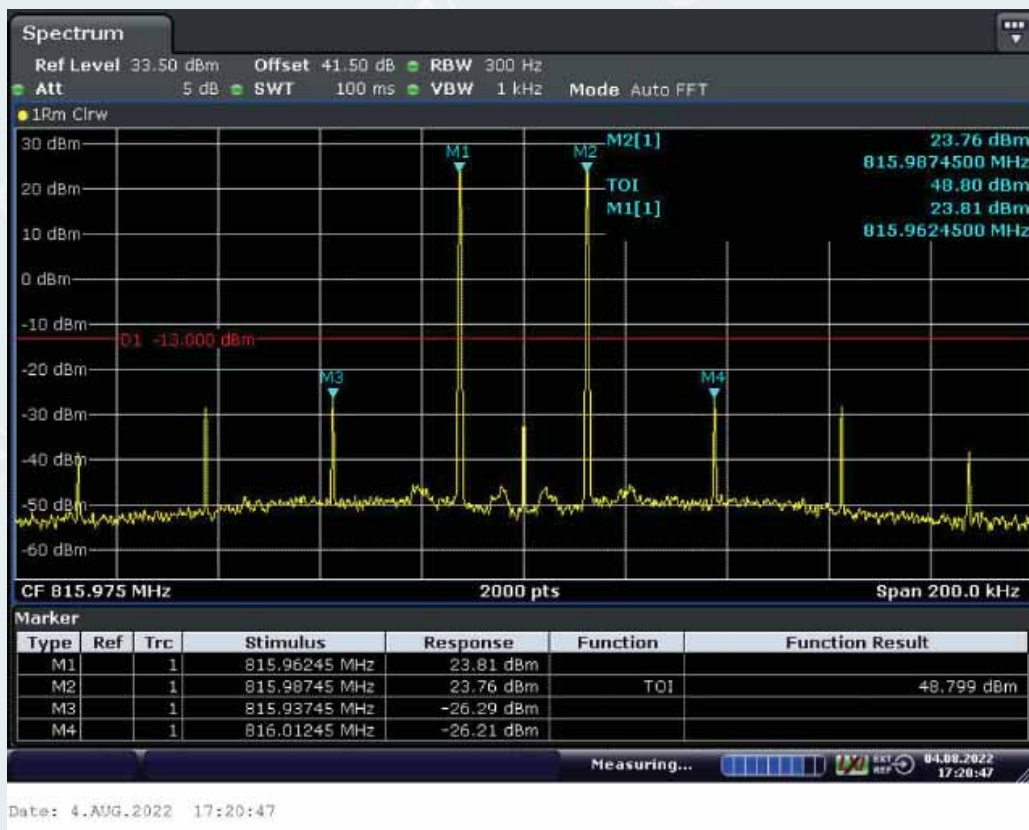 Spectrum
Ref Level 33.50 dBm Offset 41.50 dB RBW 300 Hz
Att 5 dB SWT 100 ms VBW 1 kHz Mode Auto FFT
1Rm Clrw
30 dBm
20 dBm
10 dBm
0 dBm
-10 dBm
-20 dBm
-30 dBm
-40 dBm
-50 dBm
-60 dBm
M1
M2
M3
M4
D1 -13.000 dBm
M2[1] 23.76 dBm
815.9874500 MHz
TOI 48.80 dBm
M1[1] 23.81 dBm
815.9624500 MHz
CF 815.975 MHz 2000 pts Span 200.0 kHz
Marker
Type Ref Trc Stimulus Response Function Function Result
M1 1 815.96245 MHz 23.81 dBm
M2 1 815.98745 MHz 23.76 dBm TOI 48.799 dBm
M3 1 815.93745 MHz -26.29 dBm
M4 1 816.01245 MHz -26.21 dBm
Measuring... LXI EXT REF 04.08.2022
17:20:47
Date: 4.AUG.2022 17:20:47